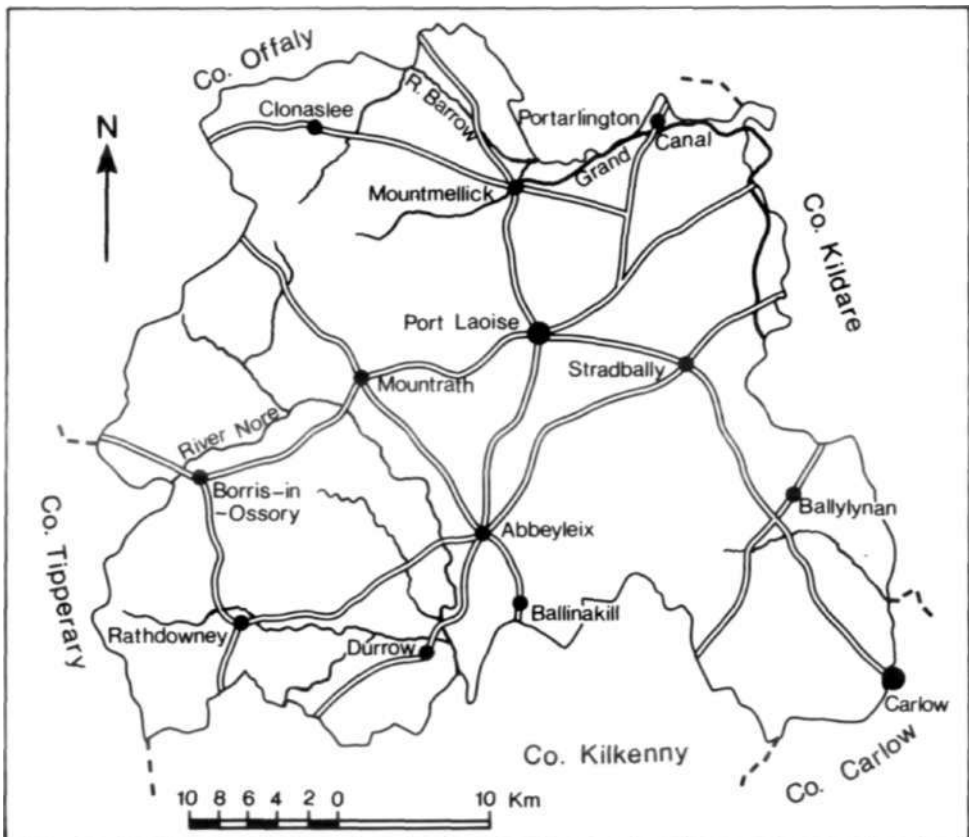 Co. Offaly
N
Clonaslee
R. Barrow
Portarlington
Grand Canal
Mountmellick
Co. Kildare
Port Laoise
Stradbally
Mountrath
River Nore
Borris-in
-Ossory
Ballylynan
Abbeyleix
Co. Tipperary
Ballinakill
Rathdowney
Durrow
Carlow
Co. Kilkenny
Co. Carlow
10 8 6 4 2 0 10 Km